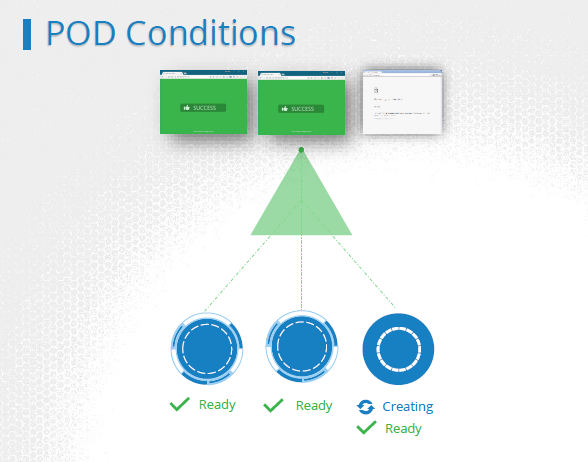 POD Conditions
SUCCESS
SUCCESS
Ready
Ready
Creating
Ready